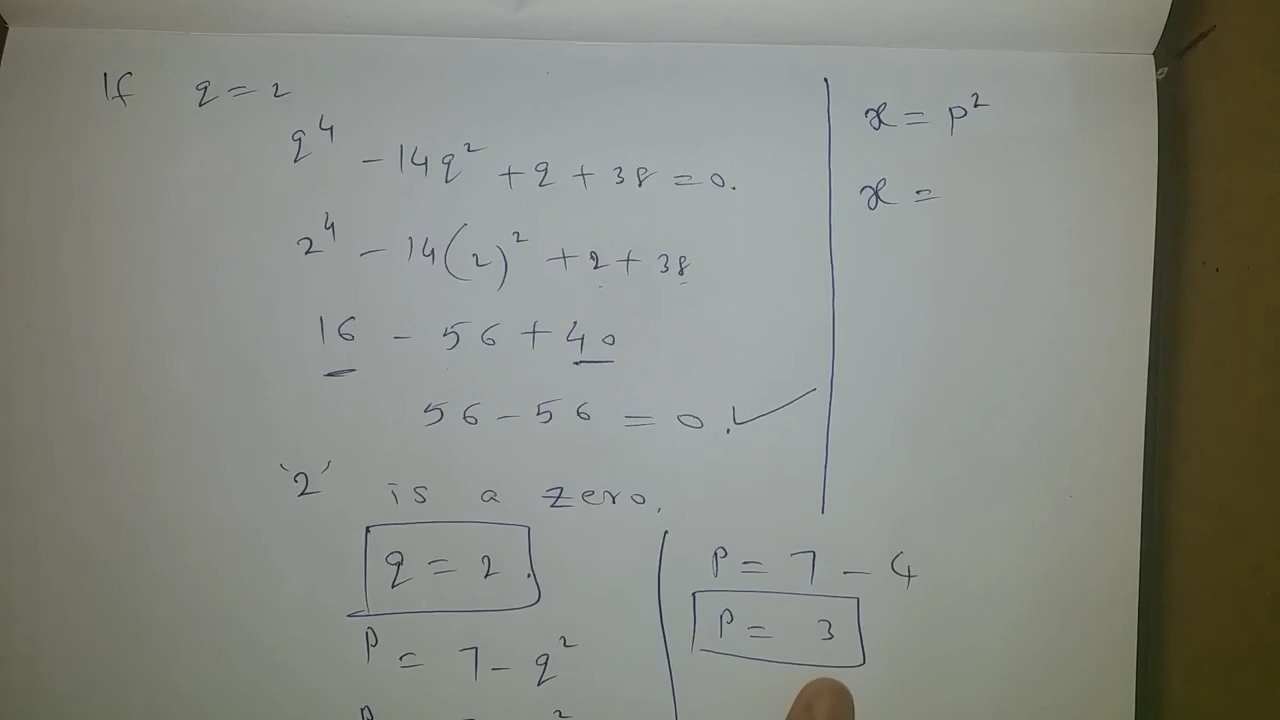 If q = 2
q⁴ - 14q² + q + 38 = 0.
2⁴ - 14(2)² + 2 + 38
16 - 56 + 40
56 - 56 = 0.
'2' is a zero.
q = 2.
P = 7 - q²
x = p²
x =
P = 7 - 4
P = 3